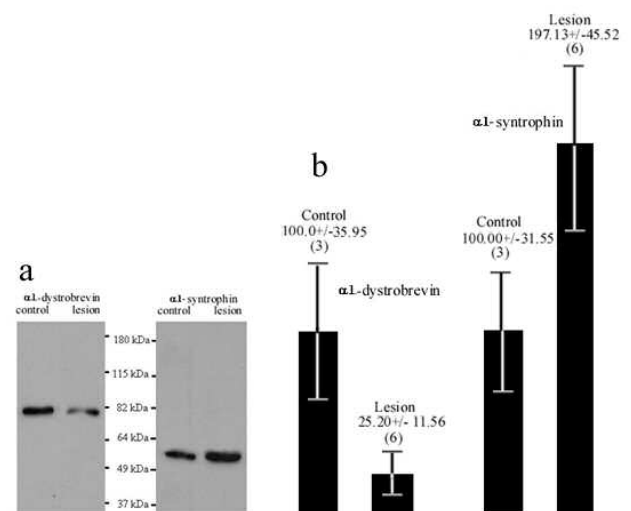 a
α1-dystrobrevin
control lesion
α1-syntrophin
control lesion
180 kDa
115 kDa
82 kDa
64 kDa
49 kDa
37 kDa
b
Control
100.0+/-35.95
(3)
α1-dystrobrevin
Lesion
25.20+/- 11.56
(6)
Control
100.00+/-31.55
(3)
α1-syntrophin
Lesion
197.13+/-45.52
(6)